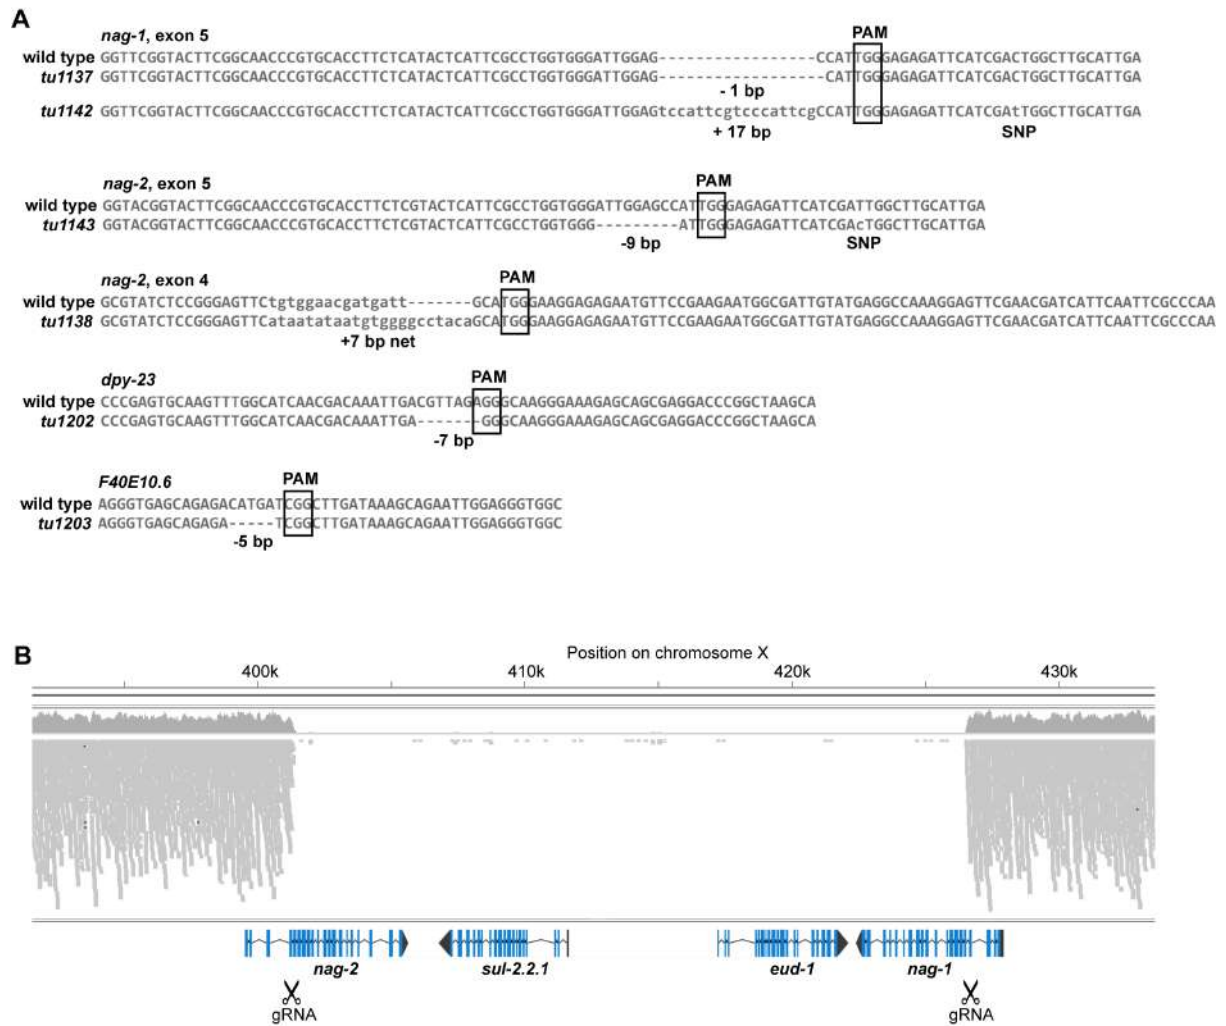 A
nag-1, exon 5
PAM
wild type GGTTCGGTACTTCGGCAACCCGTGCACCTTCTCATACTCATTCGCCTGGTGGGATTGGAG-----------------CCATTGGGAGAGATTCATCGACTGGCTTGCATTGA
tu1137 GGTTCGGTACTTCGGCAACCCGTGCACCTTCTCATACTCATTCGCCTGGTGGGATTGGAG------------------CATTGGGAGAGATTCATCGACTGGCTTGCATTGA
- 1 bp
tu1142 GGTTCGGTACTTCGGCAACCCGTGCACCTTCTCATACTCATTCGCCTGGTGGGATTGGAGtccattcgtcccattcgCCATTGGGAGAGATTCATCGAtTGGCTTGCATTGA
+ 17 bp SNP
nag-2, exon 5
PAM
wild type GGTACGGTACTTCGGCAACCCGTGCACCTTCTCGTACTCATTCGCCTGGTGGGATTGGAGCCATTGGGAGAGATTCATCGATTGGCTTGCATTGA
tu1143 GGTACGGTACTTCGGCAACCCGTGCACCTTCTCGTACTCATTCGCCTGGTGGG---------ATTGGGAGAGATTCATCGAcTGGCTTGCATTGA
-9 bp SNP
nag-2, exon 4
PAM
wild type GCGTATCTCCGGGAGTTCtgtggaacgatgatt-------GCATGGGAAGGAGAGAATGTTCCGAAGAATGGCGATTGTATGAGGCCAAAGGAGTTCGAACGATCATTCAATTCGCCCAA
tu1138 GCGTATCTCCGGGAGTTCataatataatgtggggcctacaGCATGGGAAGGAGAGAATGTTCCGAAGAATGGCGATTGTATGAGGCCAAAGGAGTTCGAACGATCATTCAATTCGCCCAA
+7 bp net
dpy-23
PAM
wild type CCCGAGTGCAAGTTTGGCATCAACGACAAATTGACGTTAGAGGGCAAGGGAAAGAGCAGCGAGGACCCGGCTAAGCA
tu1202 CCCGAGTGCAAGTTTGGCATCAACGACAAATTGA-------GGGCAAGGGAAAGAGCAGCGAGGACCCGGCTAAGCA
-7 bp
F40E10.6
PAM
wild type AGGGTGAGCAGAGACATGATCGGCTTGATAAAGCAGAATTGGAGGGTGGC
tu1203 AGGGTGAGCAGAGA-----TCGGCTTGATAAAGCAGAATTGGAGGGTGGC
-5 bp
B
Position on chromosome X
400k 410k 420k 430k
nag-2 sul-2.2.1 eud-1 nag-1
gRNA gRNA